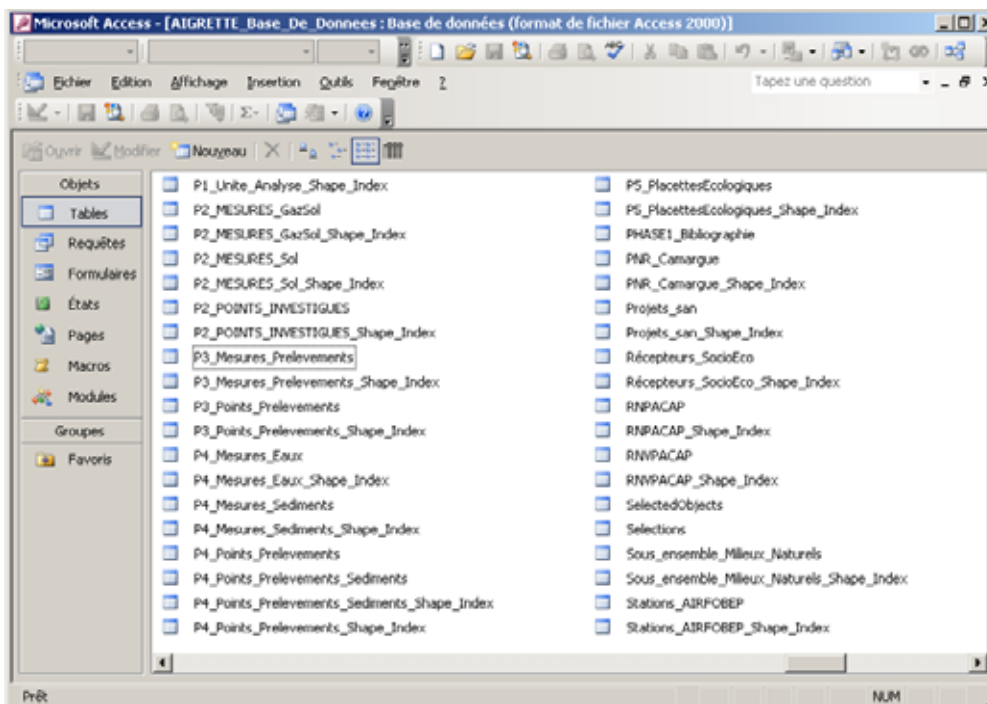 Microsoft Access - [AIGRETTE_Base_De_Donnees : Base de données (format de fichier Access 2000)]
Fichier Edition Affichage Insertion Outils Fenêtre ? Tapez une question
Ouvrir Modifier Nouveau
Objets
Tables
Requêtes
Formulaires
États
Pages
Macros
Modules
Groupes
Favoris
P1_Unite_Analyse_Shape_Index
P2_MESURES_GazSol
P2_MESURES_GazSol_Shape_Index
P2_MESURES_Sol
P2_MESURES_Sol_Shape_Index
P2_POINTS_INVESTIGUES
P2_POINTS_INVESTIGUES_Shape_Index
P3_Mesures_Prelevements
P3_Mesures_Prelevements_Shape_Index
P3_Points_Prelevements
P3_Points_Prelevements_Shape_Index
P4_Mesures_Eaux
P4_Mesures_Eaux_Shape_Index
P4_Mesures_Sediments
P4_Mesures_Sediments_Shape_Index
P4_Points_Prelevements
P4_Points_Prelevements_Sediments
P4_Points_Prelevements_Sediments_Shape_Index
P4_Points_Prelevements_Shape_Index
P5_PlacettesEcologiques
P5_PlacettesEcologiques_Shape_Index
PHASE1_Bibliographie
PNR_Camargue
PNR_Camargue_Shape_Index
Projets_san
Projets_san_Shape_Index
Récepteurs_SocioEco
Récepteurs_SocioEco_Shape_Index
RNPACAP
RNPACAP_Shape_Index
RNVPACAP
RNVPACAP_Shape_Index
SelectedObjects
Selections
Sous_ensemble_Milieux_Naturels
Sous_ensemble_Milieux_Naturels_Shape_Index
Stations_AIRFOBEP
Stations_AIRFOBEP_Shape_Index
Prêt NUM